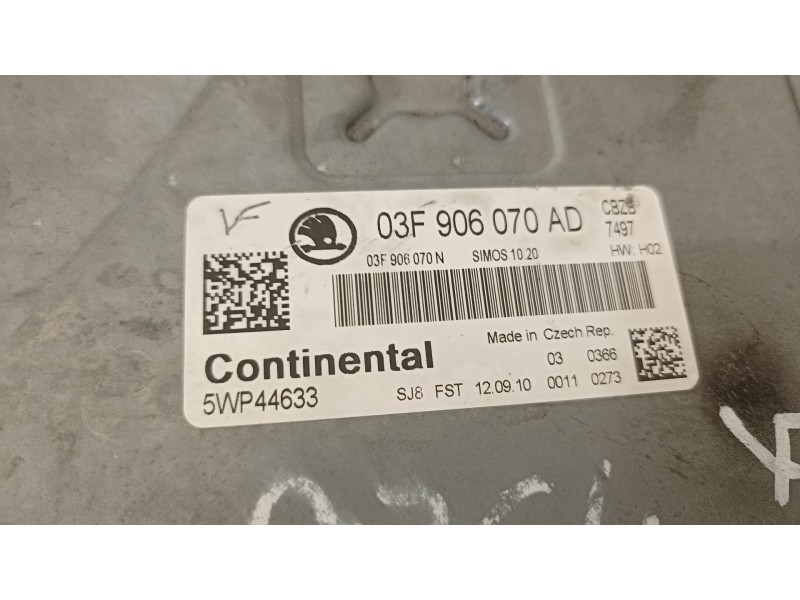 VF
03F 906 070 AD
CBZB
7497
03F 906 070 N SIMOS 10.20 HW: H02
Made in Czech Rep.
Continental
03 0366
5WP44633 SJ8 FST 12.09.10 0011 0273